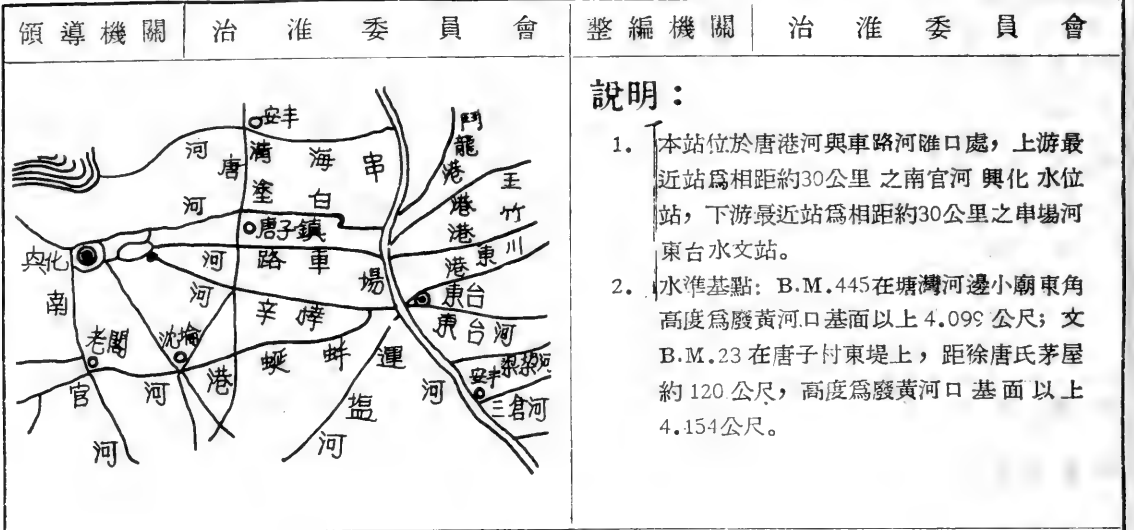 領導機關 治淮委員會 整編機關 治淮委員會
說明：
1. 本站位於唐港河與車路河匯口處，上游最
近站爲相距約30公里之南官河興化水位
站，下游最近站爲相距約30公里之串場河
東台水文站。
2. 水準基點：B.M.445在塘灣河邊小廟東角
高度爲廢黃河口基面以上4.099公尺；文
B.M.23在唐子村東堤上，距徐唐氏茅屋
約120公尺，高度爲廢黃河口基面以上
4.154公尺。
安丰
海溝河
白塗河
唐子鎮
車路河
梓辛河
蚌蜒河
唐港
串場河
鬥龍港
王港
竹港
川東港
東台
東台河
安丰
三倉河
運塩河
老閣
沈堖
南官河